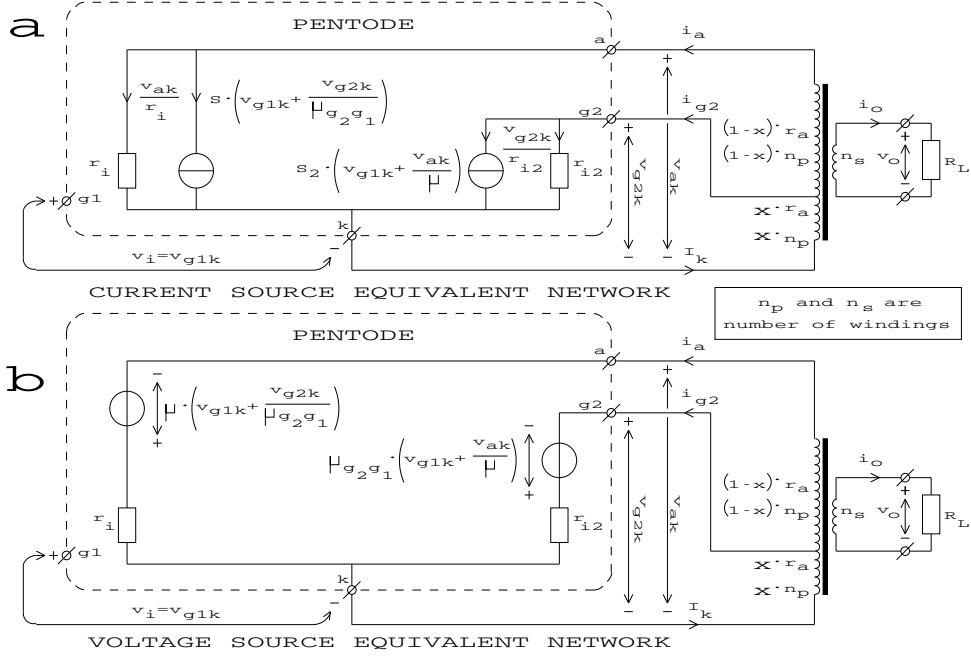 a
PENTODE
a
i_a
v_ak / r_i
S·(v_g1k + v_g2k / μ_g2g1)
g2
i_g2
r_i
S_2·(v_g1k + v_ak / μ)
v_g2k / r_i2
r_i2
v_g2k
v_ak
(1-x)·r_a
(1-x)·n_p
n_s
i_o
+
v_o
−
R_L
+ g1
x·r_a
x·n_p
k
−
v_i=v_g1k
I_k
CURRENT SOURCE EQUIVALENT NETWORK
n_p and n_s are
number of windings
b
PENTODE
a
i_a
μ·(v_g1k + v_g2k / μ_g2g1)
g2
i_g2
μ_g2g1·(v_g1k + v_ak / μ)
r_i
r_i2
v_g2k
v_ak
(1-x)·r_a
(1-x)·n_p
n_s
i_o
+
v_o
−
R_L
+ g1
x·r_a
x·n_p
k
−
v_i=v_g1k
I_k
VOLTAGE SOURCE EQUIVALENT NETWORK